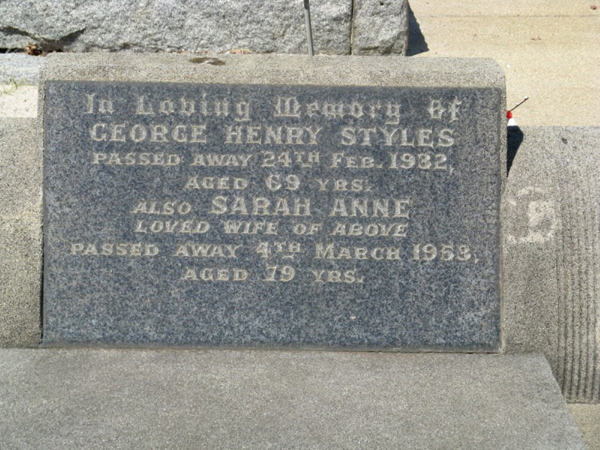 In Loving Memory Of
GEORGE HENRY STYLES
PASSED AWAY 24TH FEB. 1932,
AGED 69 YRS.
ALSO SARAH ANNE
LOVED WIFE OF ABOVE
PASSED AWAY 4TH MARCH 1953,
AGED 79 YRS.